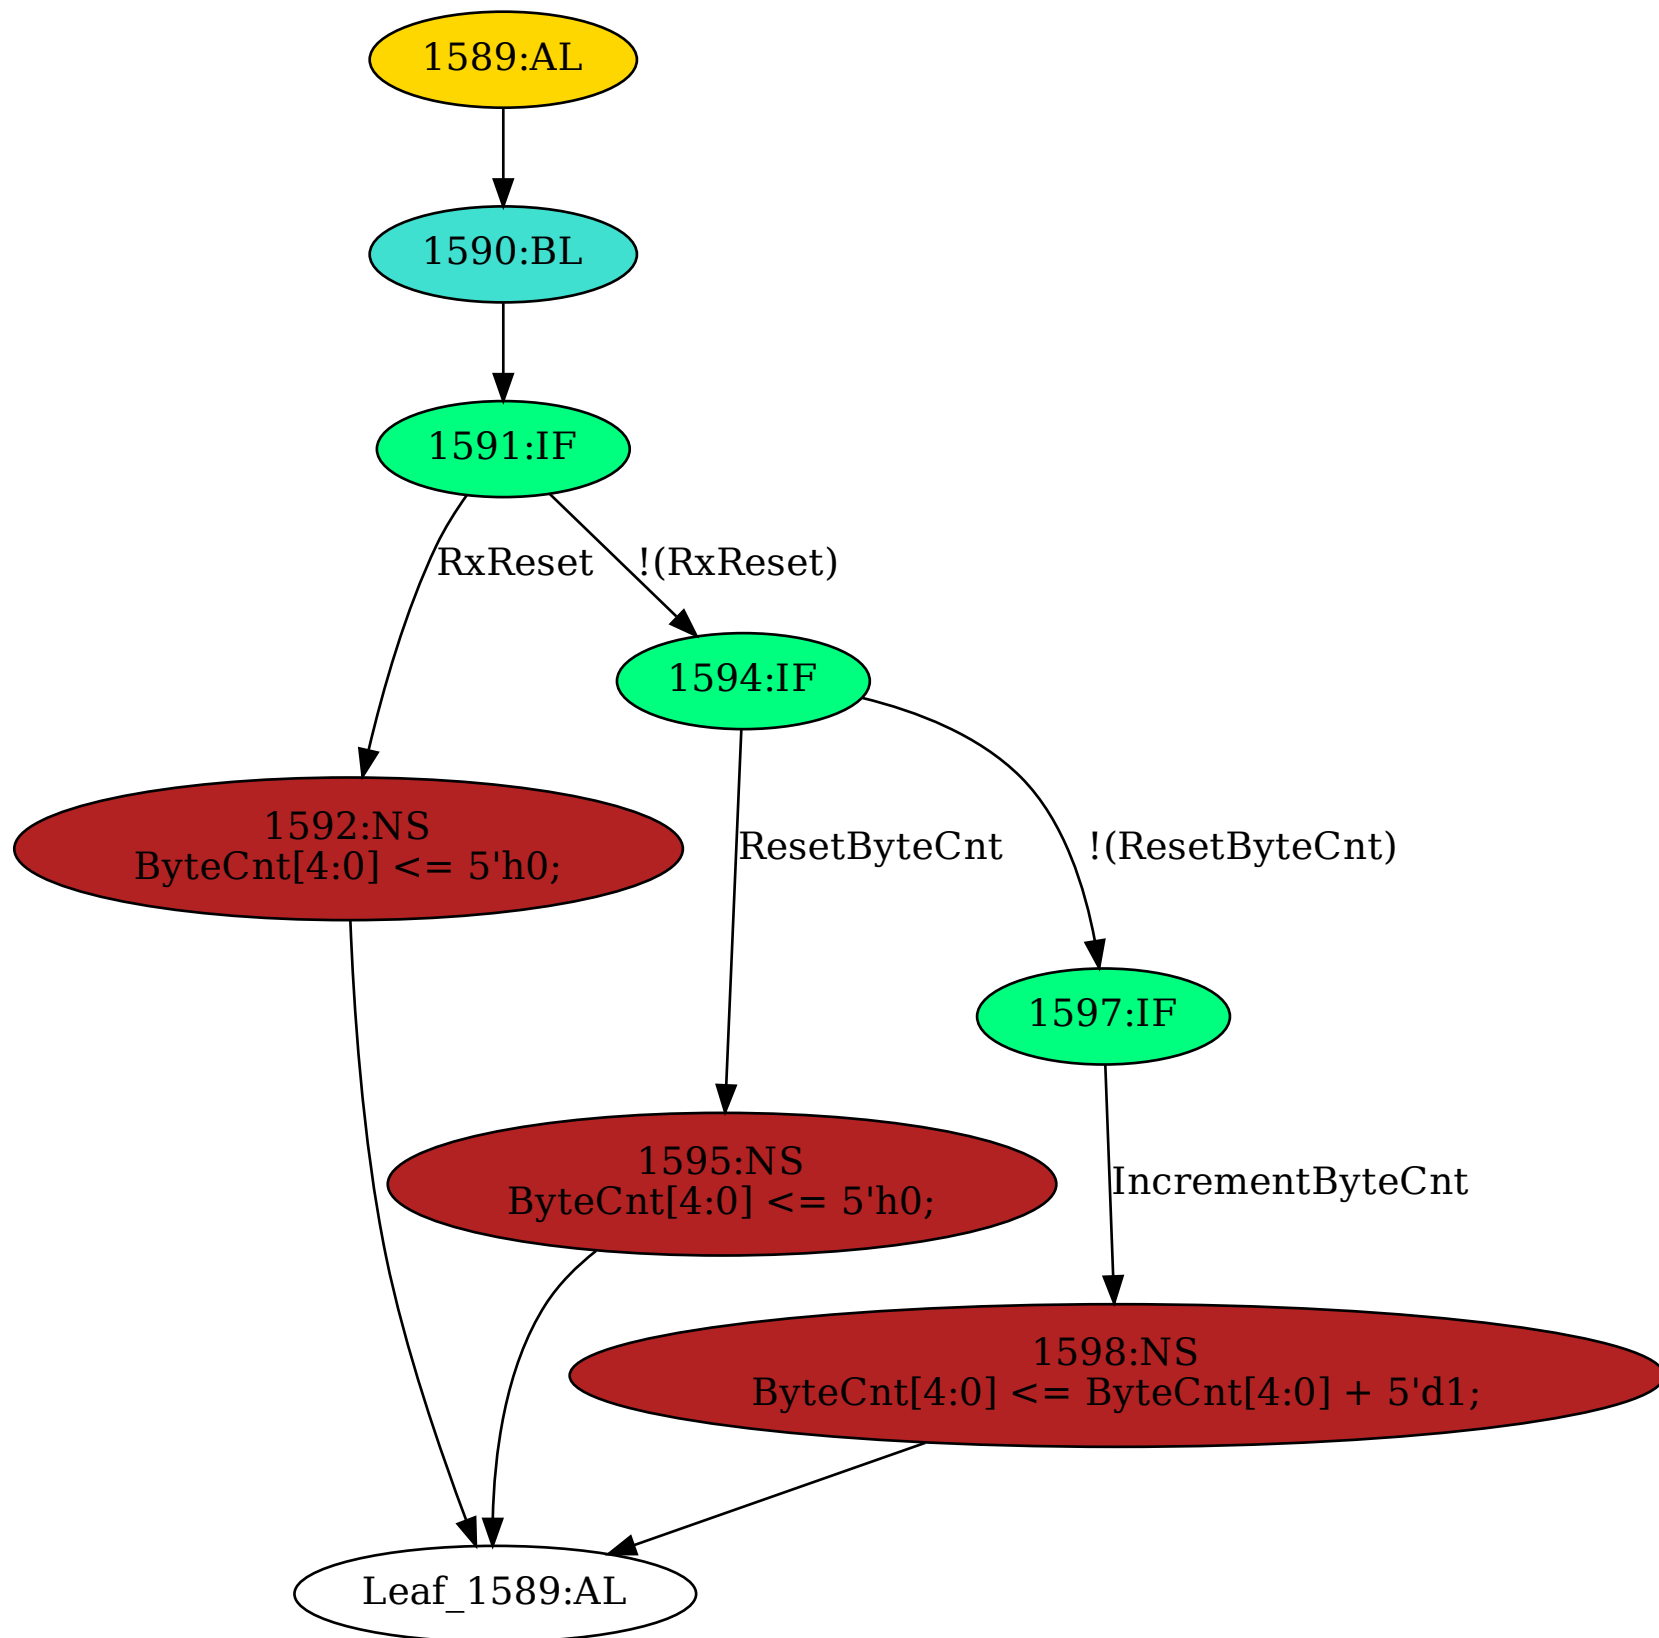 1589:AL
1590:BL
1591:IF
RxReset
!(RxReset)
1594:IF
1592:NS
ByteCnt[4:0] <= 5'h0;
ResetByteCnt
!(ResetByteCnt)
1597:IF
1595:NS
ByteCnt[4:0] <= 5'h0;
IncrementByteCnt
1598:NS
ByteCnt[4:0] <= ByteCnt[4:0] + 5'd1;
Leaf_1589:AL